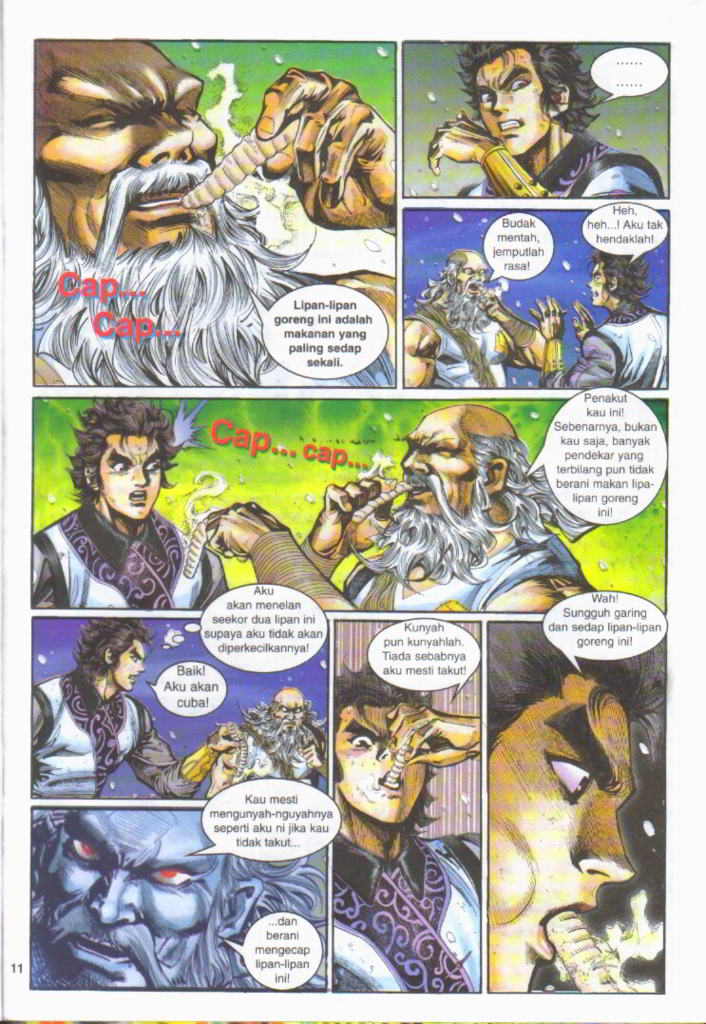 Cap...
Cap...
Lipan-lipan
goreng ini adalah
makanan yang
paling sedap
sekali.
......
......
Budak
mentah,
jemputlah
rasa!
Heh,
heh...! Aku tak
hendaklah!
Cap... cap...
Penakut
kau ini!
Sebenarnya, bukan
kau saja, banyak
pendekar yang
terbilang pun tidak
berani makan lipa-
lipan goreng
ini!
Aku
akan menelan
seekor dua lipan ini
supaya aku tidak akan
diperkecilkannya!
Baik!
Aku akan
cuba!
Kau mesti
mengunyah-nguyahnya
seperti aku ni jika kau
tidak takut...
...dan
berani
mengecap
lipan-lipan
ini!
Kunyah
pun kunyahlah.
Tiada sebabnya
aku mesti takut!
Wah!
Sungguh garing
dan sedap lipan-lipan
goreng ini!
11